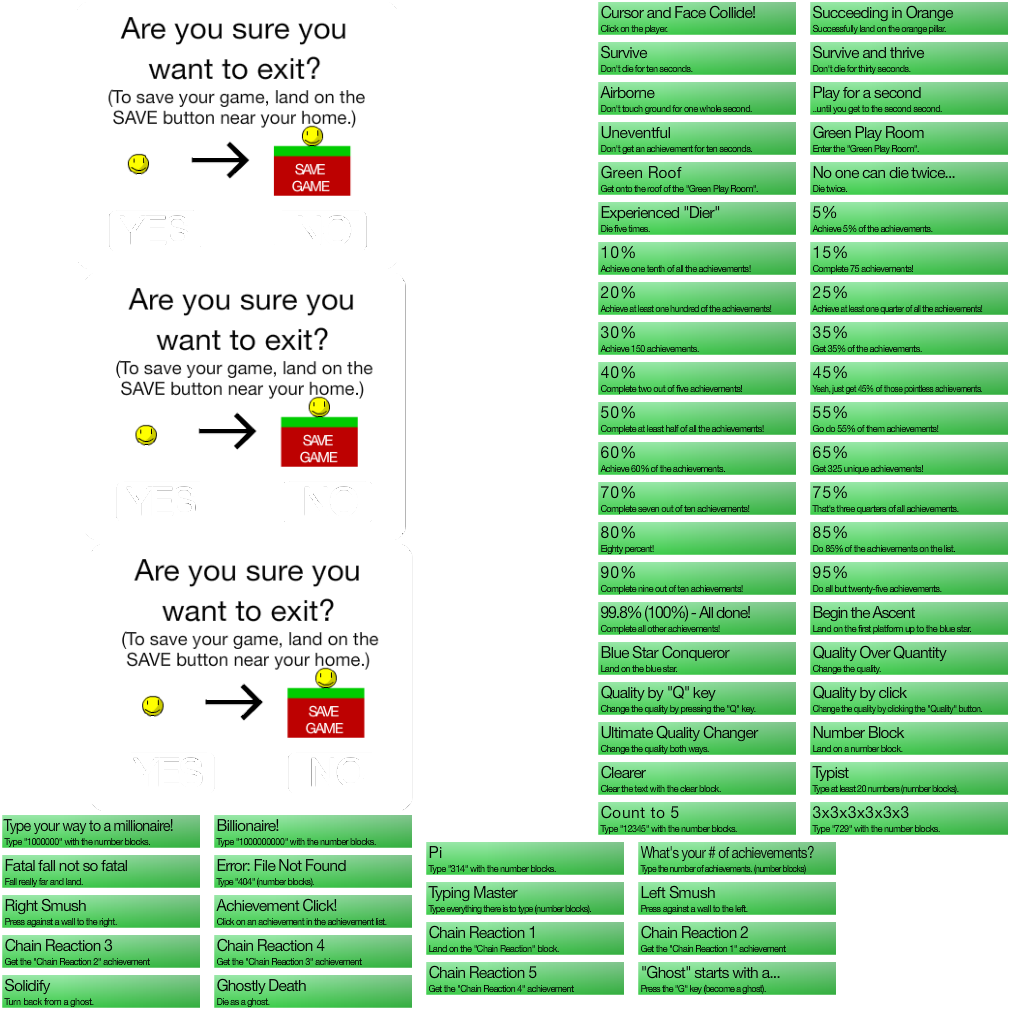 Are you sure you
want to exit?
(To save your game, land on the
SAVE button near your home.)
SAVE
GAME
YES
NO
Are you sure you
want to exit?
(To save your game, land on the
SAVE button near your home.)
SAVE
GAME
YES
NO
Are you sure you
want to exit?
(To save your game, land on the
SAVE button near your home.)
SAVE
GAME
YES
NO
Cursor and Face Collide!
Click on the player.
Succeeding in Orange
Successfully land on the orange pillar.
Survive
Don't die for ten seconds.
Survive and thrive
Don't die for thirty seconds.
Airborne
Don't touch ground for one whole second.
Play for a second
...until you get to the second second.
Uneventful
Don't get an achievement for ten seconds.
Green Play Room
Enter the "Green Play Room".
Green Roof
Get onto the roof of the "Green Play Room".
No one can die twice...
Die twice.
Experienced "Dier"
Die five times.
5%
Achieve 5% of the achievements.
10%
Achieve one tenth of all the achievements!
15%
Complete 75 achievements!
20%
Achieve at least one hundred of the achievements!
25%
Achieve at least one quarter of all the achievements!
30%
Achieve 150 achievements.
35%
Get 35% of the achievements.
40%
Complete two out of five achievements!
45%
Yeah, just get 45% of those pointless achievements.
50%
Complete at least half of all the achievements!
55%
Go do 55% of them achievements!
60%
Achieve 60% of the achievements.
65%
Get 325 unique achievements!
70%
Complete seven out of ten achievements!
75%
That's three quarters of all achievements.
80%
Eighty percent!
85%
Do 85% of the achievements on the list.
90%
Complete nine out of ten achievements!
95%
Do all but twenty-five achievements.
99.8% (100%) - All done!
Complete all other achievements!
Begin the Ascent
Land on the first platform up to the blue star.
Blue Star Conqueror
Land on the blue star.
Quality Over Quantity
Change the quality.
Quality by "Q" key
Change the quality by pressing the "Q" key.
Quality by click
Change the quality by clicking the "Quality" button.
Ultimate Quality Changer
Change the quality both ways.
Number Block
Land on a number block.
Clearer
Clear the text with the clear block.
Typist
Type at least 20 numbers (number blocks).
Count to 5
Type "12345" with the number blocks.
3x3x3x3x3x3
Type "729" with the number blocks.
Type your way to a millionaire!
Type "1000000" with the number blocks.
Billionaire!
Type "1000000000" with the number blocks.
Fatal fall not so fatal
Fall really far and land.
Error: File Not Found
Type "404" (number blocks).
Right Smush
Press against a wall to the right.
Achievement Click!
Click on an achievement in the achievement list.
Chain Reaction 3
Get the "Chain Reaction 2" achievement
Chain Reaction 4
Get the "Chain Reaction 3" achievement
Solidify
Turn back from a ghost.
Ghostly Death
Die as a ghost.
Pi
Type "314" with the number blocks.
What's your # of achievements?
Type the number of achievements. (number blocks)
Typing Master
Type everything there is to type (number blocks).
Left Smush
Press against a wall to the left.
Chain Reaction 1
Land on the "Chain Reaction" block.
Chain Reaction 2
Get the "Chain Reaction 1" achievement
Chain Reaction 5
Get the "Chain Reaction 4" achievement
"Ghost" starts with a...
Press the "G" key (become a ghost).